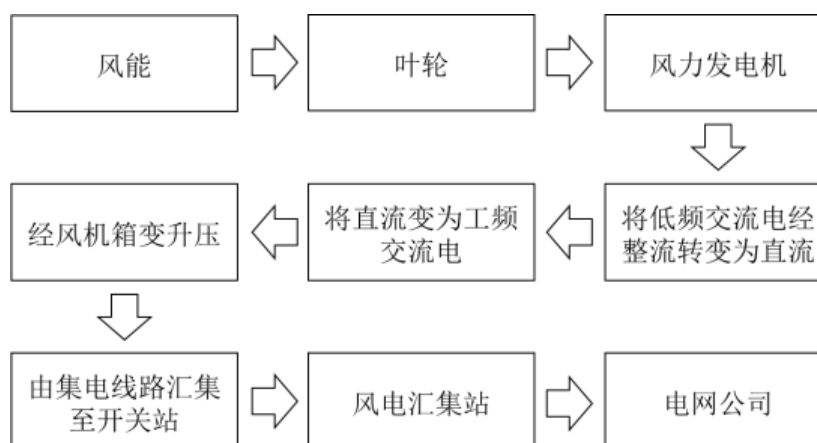 风能
叶轮
风力发电机
将低频交流电经
整流转变为直流
将直流变为工频
交流电
经风机箱变升压
由集电线路汇集
至开关站
风电汇集站
电网公司